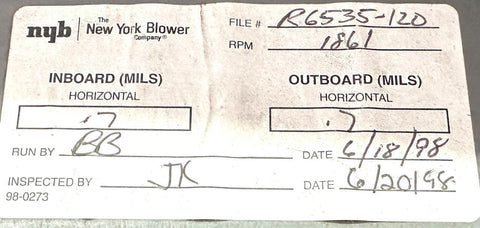 nyb The New York Blower Company®
FILE # R6535-120
RPM 1861
INBOARD (MILS) OUTBOARD (MILS)
HORIZONTAL HORIZONTAL
.7 .7
RUN BY BB DATE 6/18/98
INSPECTED BY JK DATE 6/20/98
98-0273